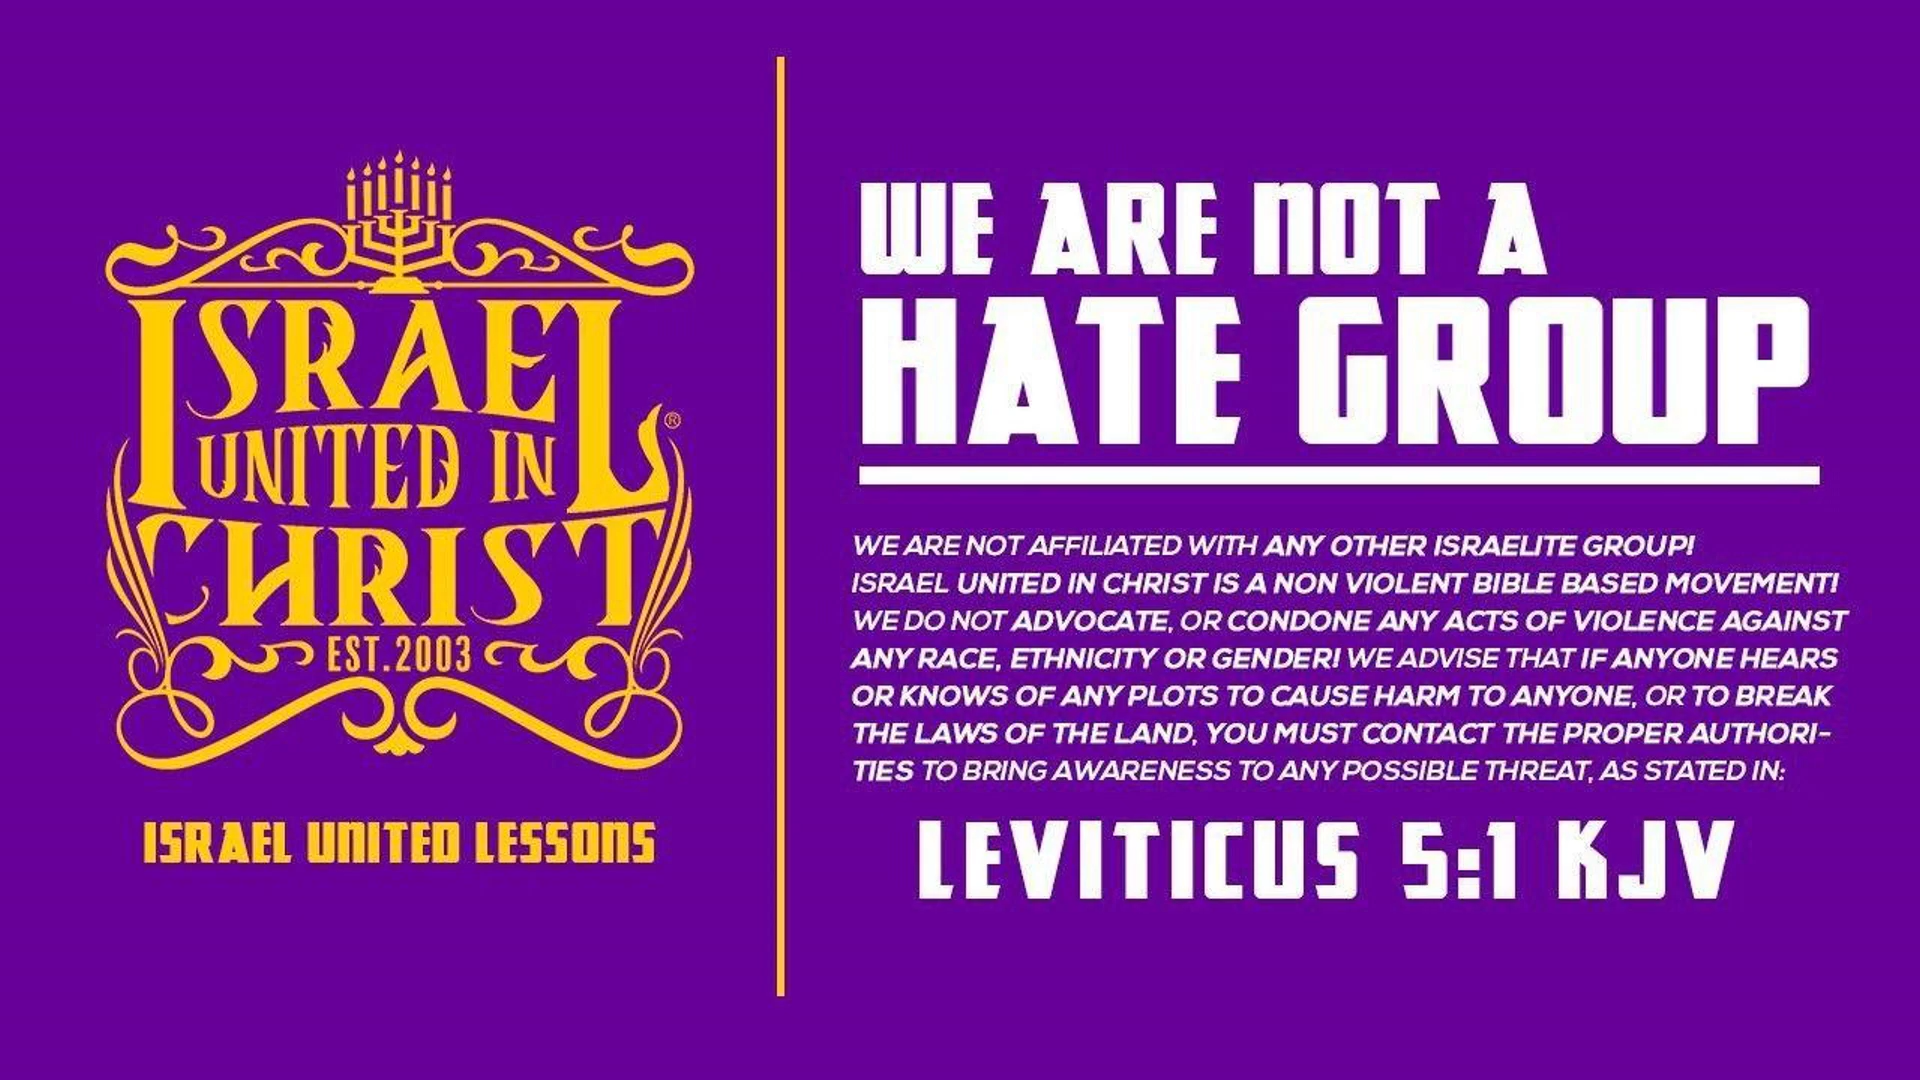 ISRAEL
UNITED IN
CHRIST
®
EST.2003
ISRAEL UNITED LESSONS
WE ARE NOT A
HATE GROUP
WE ARE NOT AFFILIATED WITH ANY OTHER ISRAELITE GROUP!
ISRAEL UNITED IN CHRIST IS A NON VIOLENT BIBLE BASED MOVEMENT!
WE DO NOT ADVOCATE, OR CONDONE ANY ACTS OF VIOLENCE AGAINST
ANY RACE, ETHNICITY OR GENDER! WE ADVISE THAT IF ANYONE HEARS
OR KNOWS OF ANY PLOTS TO CAUSE HARM TO ANYONE, OR TO BREAK
THE LAWS OF THE LAND, YOU MUST CONTACT THE PROPER AUTHORI-
TIES TO BRING AWARENESS TO ANY POSSIBLE THREAT, AS STATED IN:
LEVITICUS 5:1 KJV